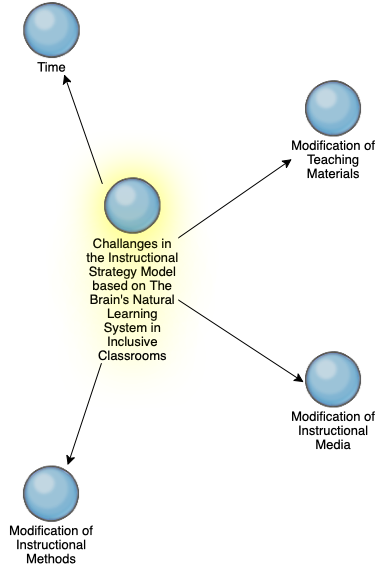 Time
Modification of
Teaching
Materials
Challanges in
the Instructional
Strategy Model
based on The
Brain's Natural
Learning
System in
Inclusive
Classrooms
Modification of
Instructional
Media
Modification of
Instructional
Methods